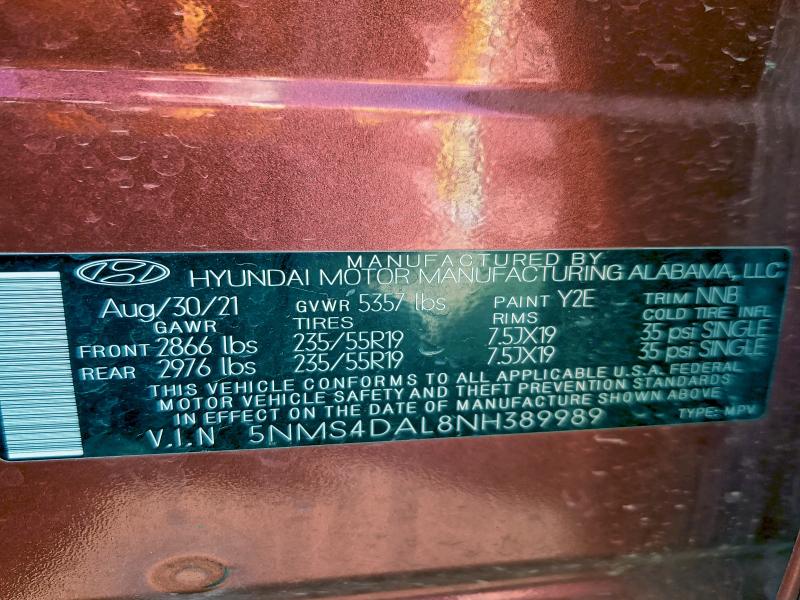 MANUFACTURED BY
HYUNDAI MOTOR MANUFACTURING ALABAMA, LLC
Aug/30/21 GVWR 5357 lbs PAINT Y2E TRIM NNB
GAWR TIRES RIMS COLD TIRE INFL
FRONT 2866 lbs 235/55R19 7.5JX19 35 psi SINGLE
REAR 2976 lbs 235/55R19 7.5JX19 35 psi SINGLE
THIS VEHICLE CONFORMS TO ALL APPLICABLE U.S.A. FEDERAL
MOTOR VEHICLE SAFETY AND THEFT PREVENTION STANDARDS
IN EFFECT ON THE DATE OF MANUFACTURE SHOWN ABOVE
V.I.N 5NMS4DAL8NH389989 TYPE: MPV